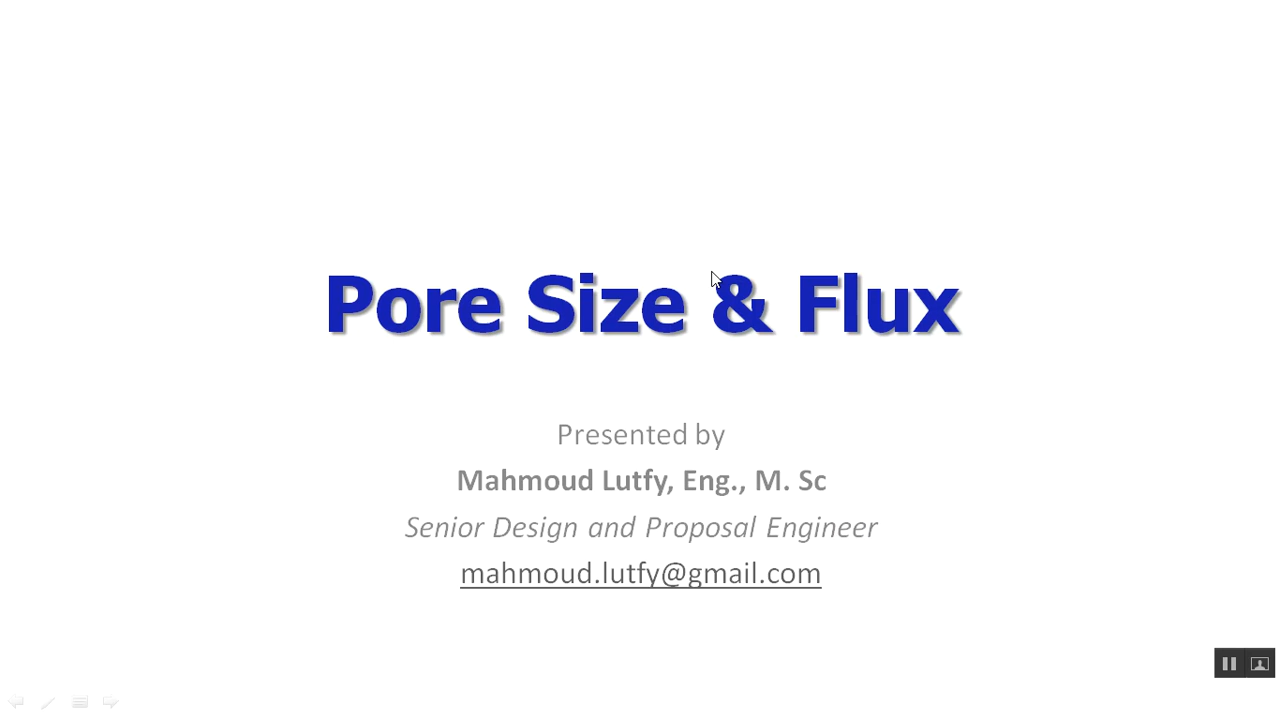 Pore Size & Flux
Presented by
Mahmoud Lutfy, Eng., M. Sc
Senior Design and Proposal Engineer
mahmoud.lutfy@gmail.com